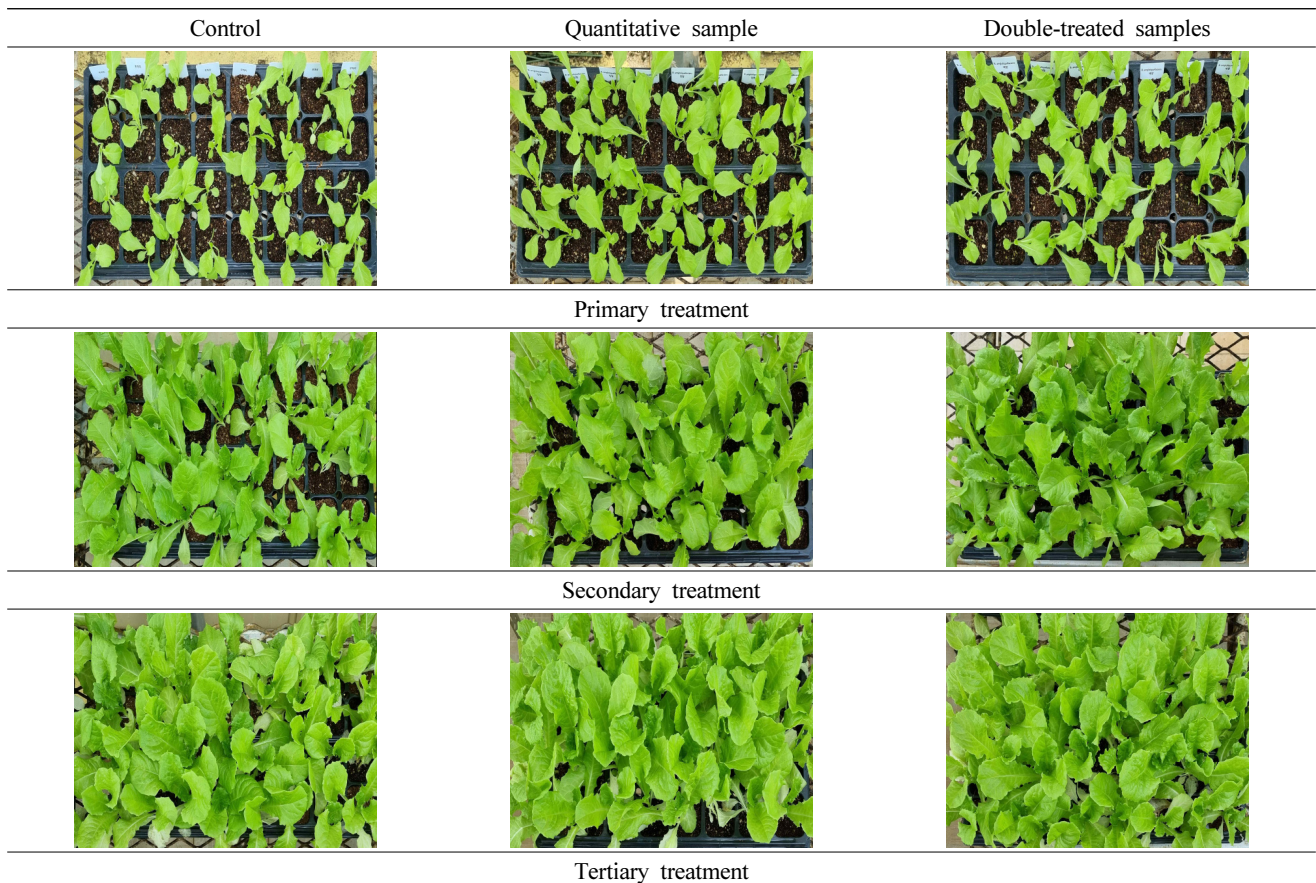 Control Quantitative sample Double-treated samples
Primary treatment
Secondary treatment
Tertiary treatment